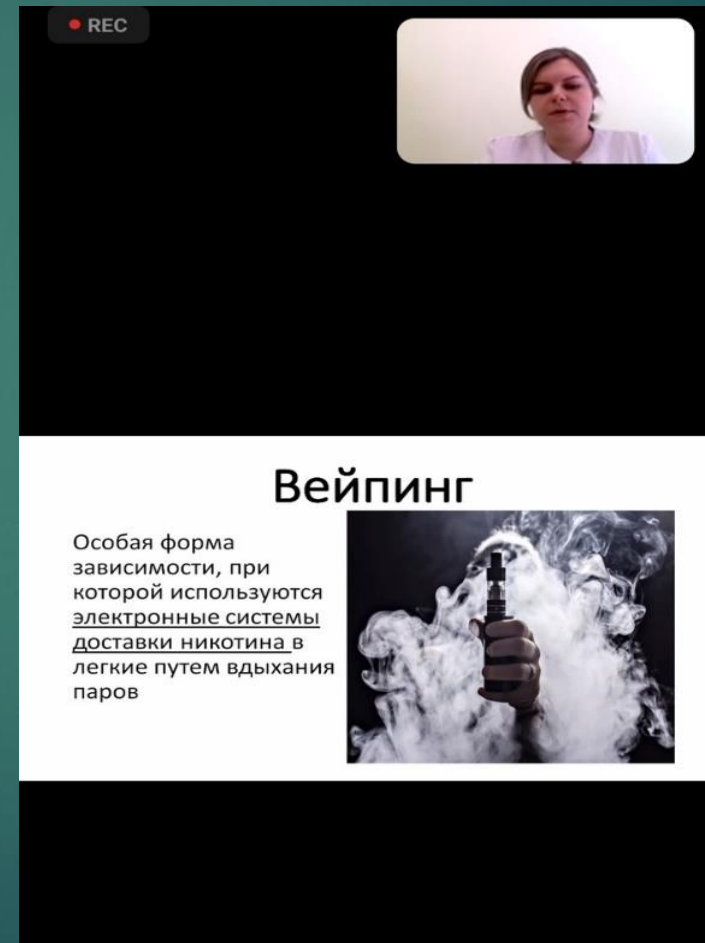 REC
Вейпинг
Особая форма
зависимости, при
которой используются
электронные системы
доставки никотина в
легкие путем вдыхания
паров